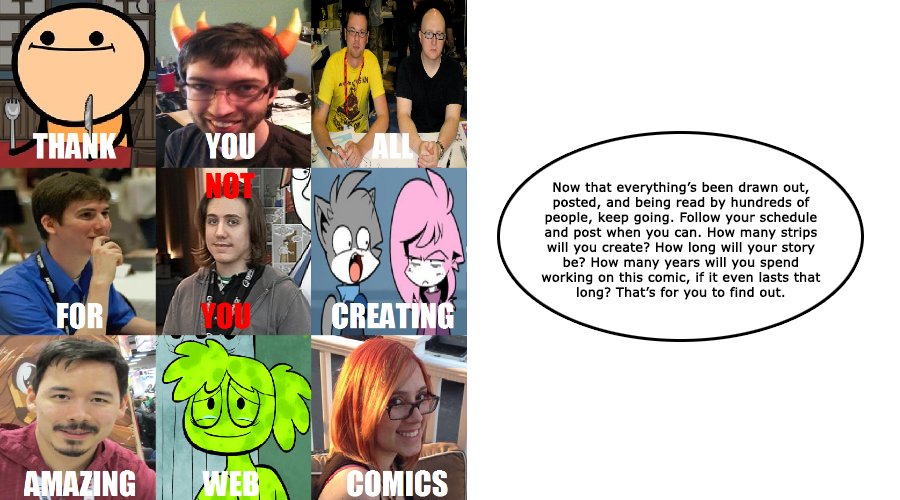 THANK
YOU
ALL
FOR
NOT
YOU
CREATING
AMAZING
WEB
COMICS
Now that everything's been drawn out,
posted, and being read by hundreds of
people, keep going. Follow your schedule
and post when you can. How many strips
will you create? How long will your story
be? How many years will you spend
working on this comic, if it even lasts that
long? That's for you to find out.